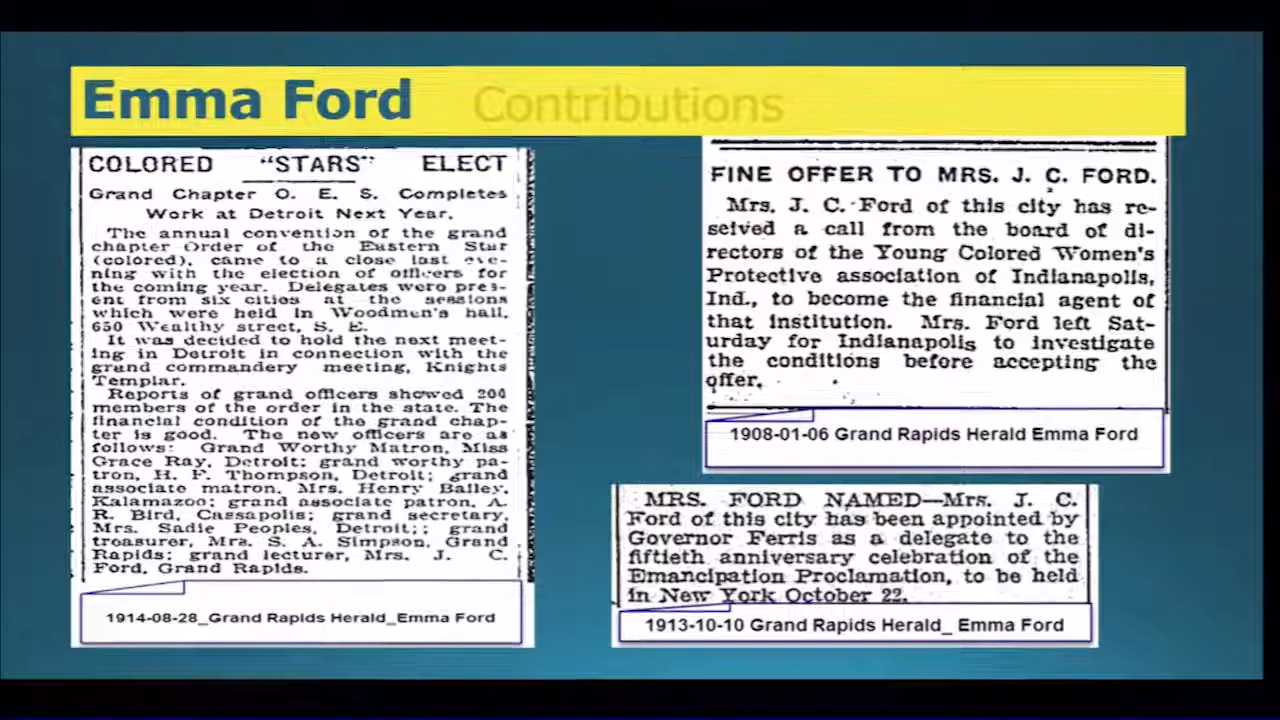 Emma Ford Contributions
COLORED "STARS" ELECT
Grand Chapter O. E. S. Completes
Work at Detroit Next Year.
The annual convention of the grand
chapter Order of the Eastern Star
(colored), came to a close last eve-
ning with the election of officers for
the coming year. Delegates were pres-
ent from six cities at the sessions
which were held in Woodmen's hall,
650 Wealthy street, S. E.
It was decided to hold the next meet-
ing in Detroit in connection with the
grand commandery meeting, Knights
Templar.
Reports of grand officers showed 204
members of the order in the state. The
financial condition of the grand chap-
ter is good. The new officers are as
follows: Grand Worthy Matron, Miss
Grace Ray, Detroit; grand worthy pa-
tron, H. F. Thompson, Detroit; grand
associate matron, Mrs. Henry Bailey,
Kalamazoo; grand associate patron, A.
R. Bird, Cassapolis; grand secretary,
Mrs. Sadie Peoples, Detroit;; grand
troasurer, Mrs. S. A. Simpson, Grand
Rapids; grand lecturer, Mrs. J. C.
Ford, Grand Rapids.
1914-08-28_Grand Rapids Herald_Emma Ford
FINE OFFER TO MRS. J. C. FORD.
Mrs. J. C. Ford of this city has re-
seived a call from the board of di-
rectors of the Young Colored Women's
Protective association of Indianapolis,
Ind., to become the financial agent of
that institution. Mrs. Ford left Sat-
urday for Indianapolis to investigate
the conditions before accepting the
offer.
1908-01-06 Grand Rapids Herald Emma Ford
MRS. FORD NAMED—Mrs. J. C.
Ford of this city has been appointed by
Governor Ferris as a delegate to the
fiftieth anniversary celebration of the
Emancipation Proclamation, to be held
in New York October 22.
1913-10-10 Grand Rapids Herald_ Emma Ford